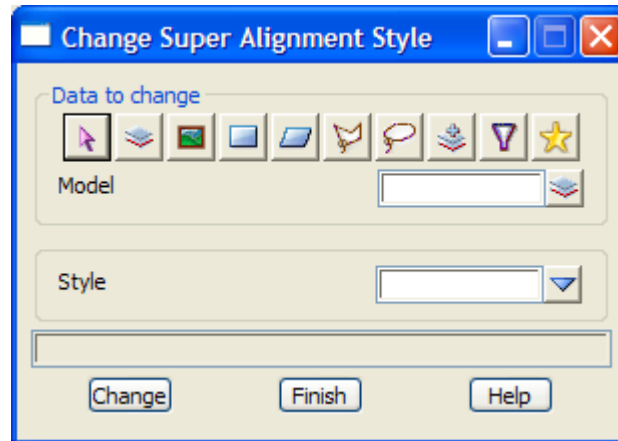 Change Super Alignment Style
Data to change
Model
Style
Change Finish Help